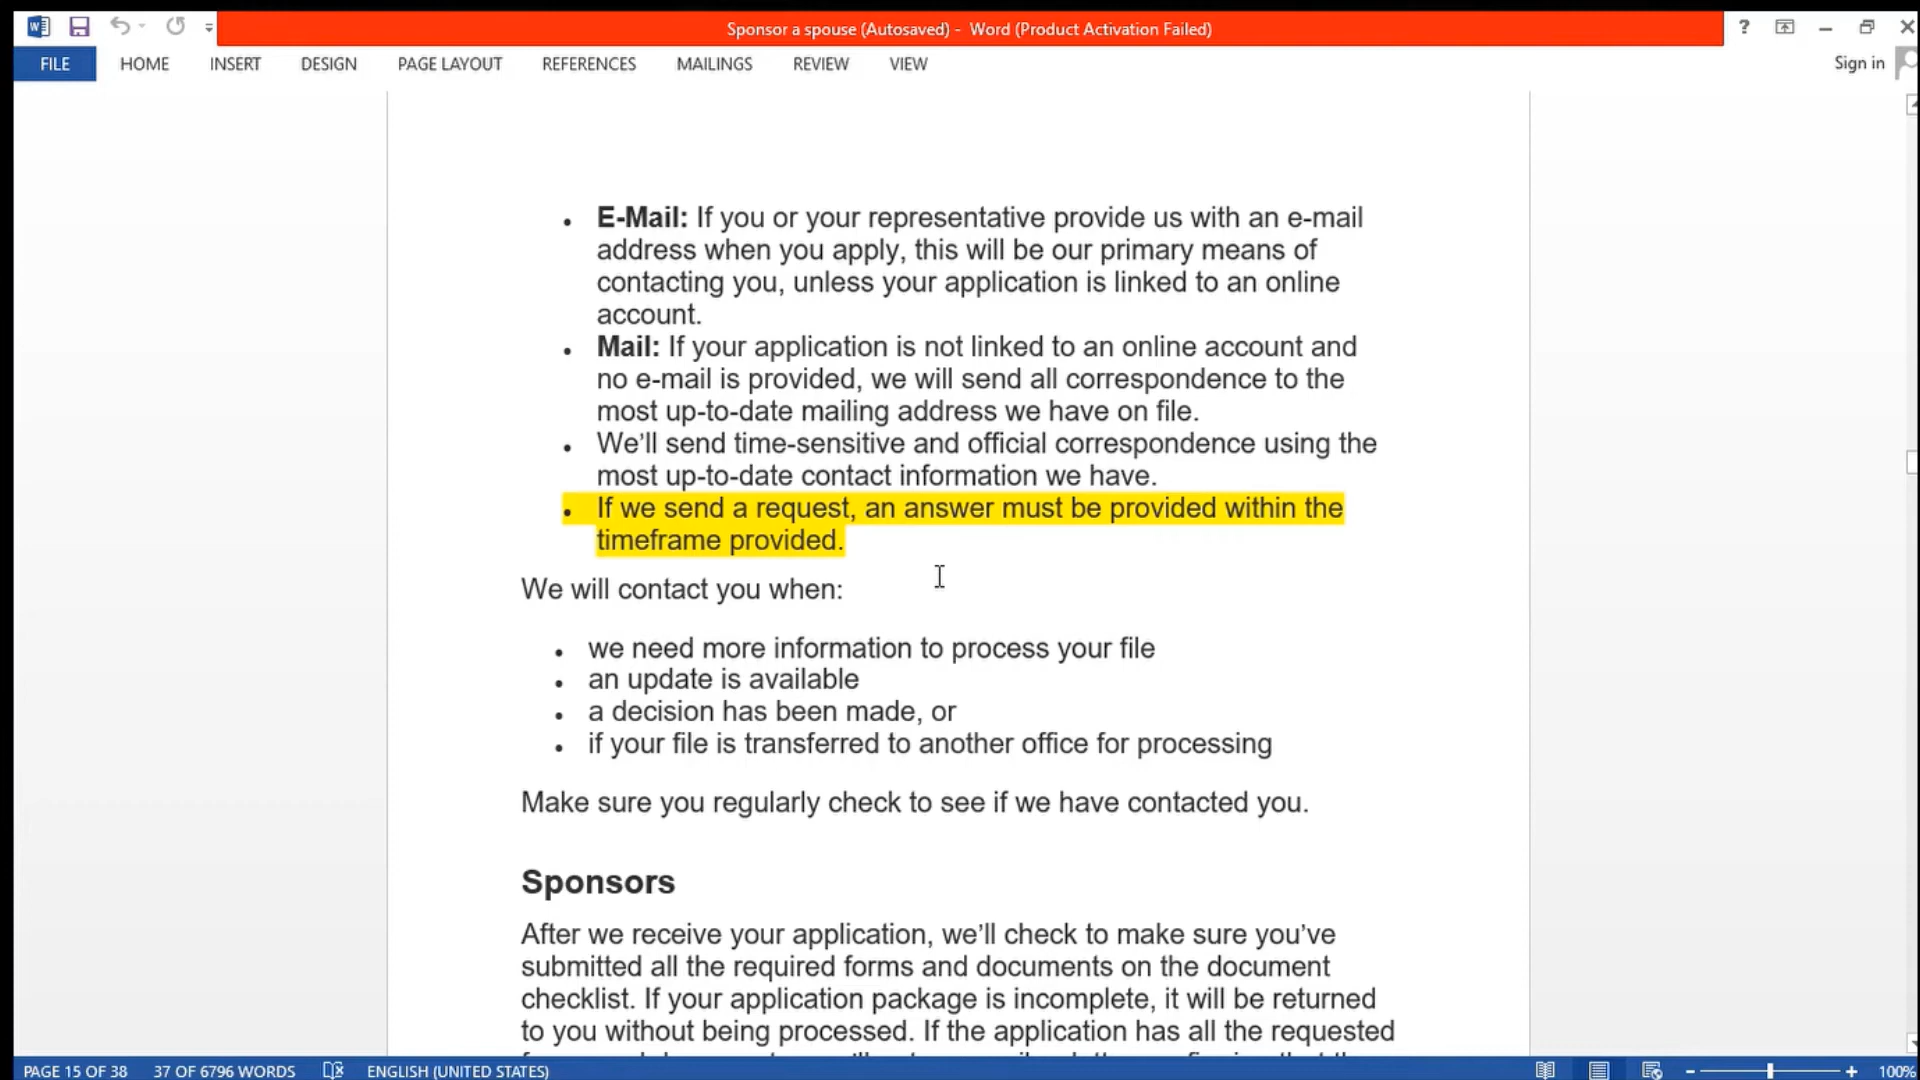 Sponsor a spouse (Autosaved) - Word (Product Activation Failed)
?
FILE HOME INSERT DESIGN PAGE LAYOUT REFERENCES MAILINGS REVIEW VIEW Sign in
• E-Mail: If you or your representative provide us with an e-mail
address when you apply, this will be our primary means of
contacting you, unless your application is linked to an online
account.
• Mail: If your application is not linked to an online account and
no e-mail is provided, we will send all correspondence to the
most up-to-date mailing address we have on file.
• We’ll send time-sensitive and official correspondence using the
most up-to-date contact information we have.
• If we send a request, an answer must be provided within the
timeframe provided.
We will contact you when:
• we need more information to process your file
• an update is available
• a decision has been made, or
• if your file is transferred to another office for processing
Make sure you regularly check to see if we have contacted you.
Sponsors
After we receive your application, we’ll check to make sure you’ve
submitted all the required forms and documents on the document
checklist. If your application package is incomplete, it will be returned
to you without being processed. If the application has all the requested
PAGE 15 OF 38 37 OF 6796 WORDS ENGLISH (UNITED STATES) 100%